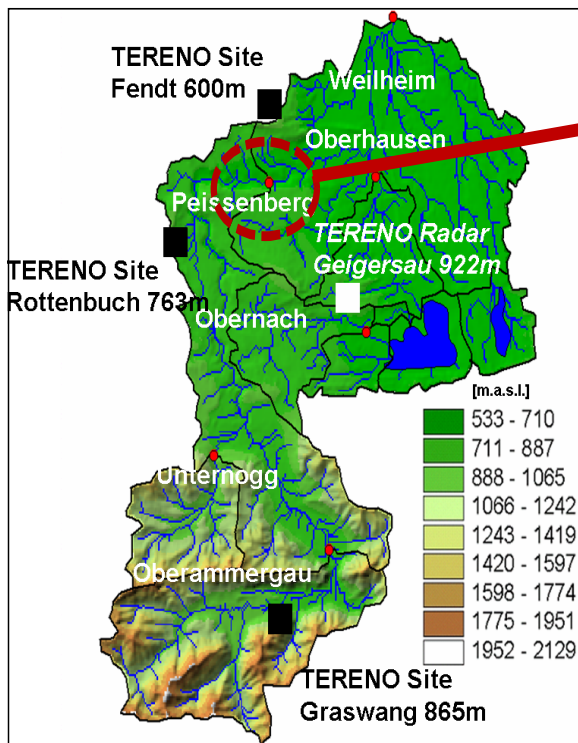 TERENO Site
Fendt 600m
Weilheim
Oberhausen
Peissenberg
TERENO Radar
Geigersau 922m
TERENO Site
Rottenbuch 763m
Obernach
[m.a.s.l.]
533 - 710
711 - 887
888 - 1065
1066 - 1242
1243 - 1419
1420 - 1597
1598 - 1774
1775 - 1951
1952 - 2129
Unternogg
Oberammergau
TERENO Site
Graswang 865m